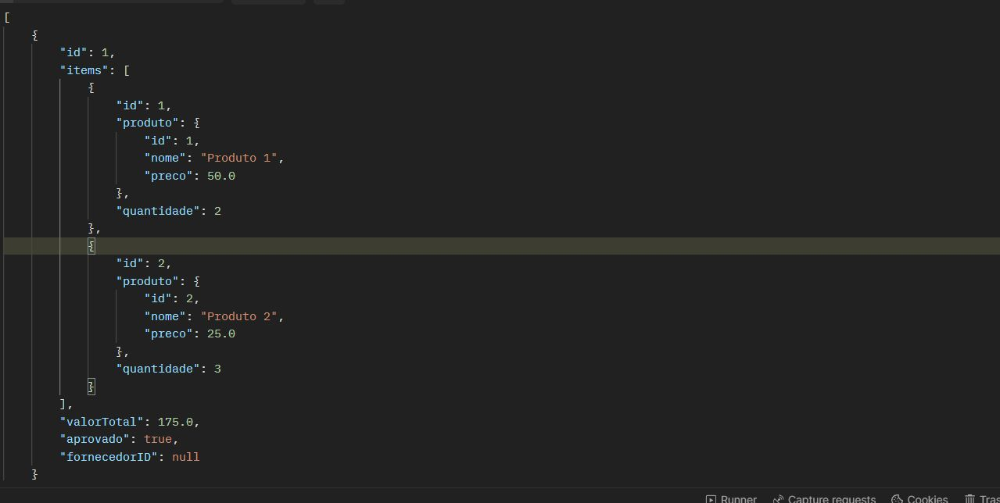 [
    {
        "id": 1,
        "items": [
            {
                "id": 1,
                "produto": {
                    "id": 1,
                    "nome": "Produto 1",
                    "preco": 50.0
                },
                "quantidade": 2
            },
            {
                "id": 2,
                "produto": {
                    "id": 2,
                    "nome": "Produto 2",
                    "preco": 25.0
                },
                "quantidade": 3
            }
        ],
        "valorTotal": 175.0,
        "aprovado": true,
        "fornecedorID": null
    }
Runner Capture requests Cookies Tras